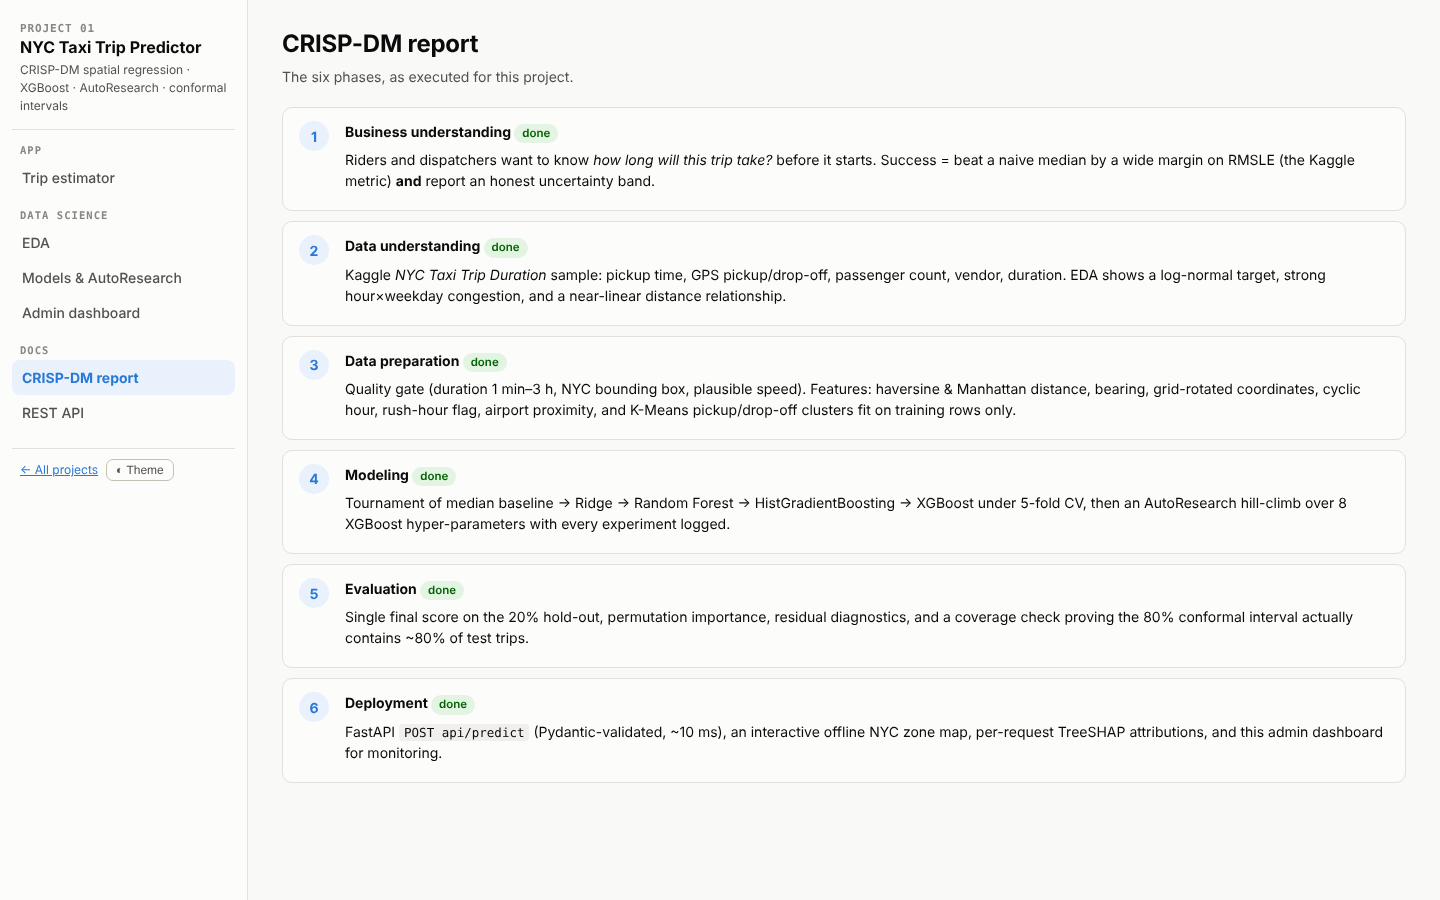 PROJECT 01
NYC Taxi Trip Predictor
CRISP-DM spatial regression ·
XGBoost · AutoResearch · conformal
intervals
APP
Trip estimator
DATA SCIENCE
EDA
Models & AutoResearch
Admin dashboard
DOCS
CRISP-DM report
REST API
← All projects
Theme
CRISP-DM report
The six phases, as executed for this project.
1
Business understanding done
Riders and dispatchers want to know how long will this trip take? before it starts. Success = beat a naive median by a wide margin on RMSLE (the Kaggle
metric) and report an honest uncertainty band.
2
Data understanding done
Kaggle NYC Taxi Trip Duration sample: pickup time, GPS pickup/drop-off, passenger count, vendor, duration. EDA shows a log-normal target, strong
hour×weekday congestion, and a near-linear distance relationship.
3
Data preparation done
Quality gate (duration 1 min–3 h, NYC bounding box, plausible speed). Features: haversine & Manhattan distance, bearing, grid-rotated coordinates, cyclic
hour, rush-hour flag, airport proximity, and K-Means pickup/drop-off clusters fit on training rows only.
4
Modeling done
Tournament of median baseline → Ridge → Random Forest → HistGradientBoosting → XGBoost under 5-fold CV, then an AutoResearch hill-climb over 8
XGBoost hyper-parameters with every experiment logged.
5
Evaluation done
Single final score on the 20% hold-out, permutation importance, residual diagnostics, and a coverage check proving the 80% conformal interval actually
contains ~80% of test trips.
6
Deployment done
FastAPI POST api/predict (Pydantic-validated, ~10 ms), an interactive offline NYC zone map, per-request TreeSHAP attributions, and this admin dashboard
for monitoring.